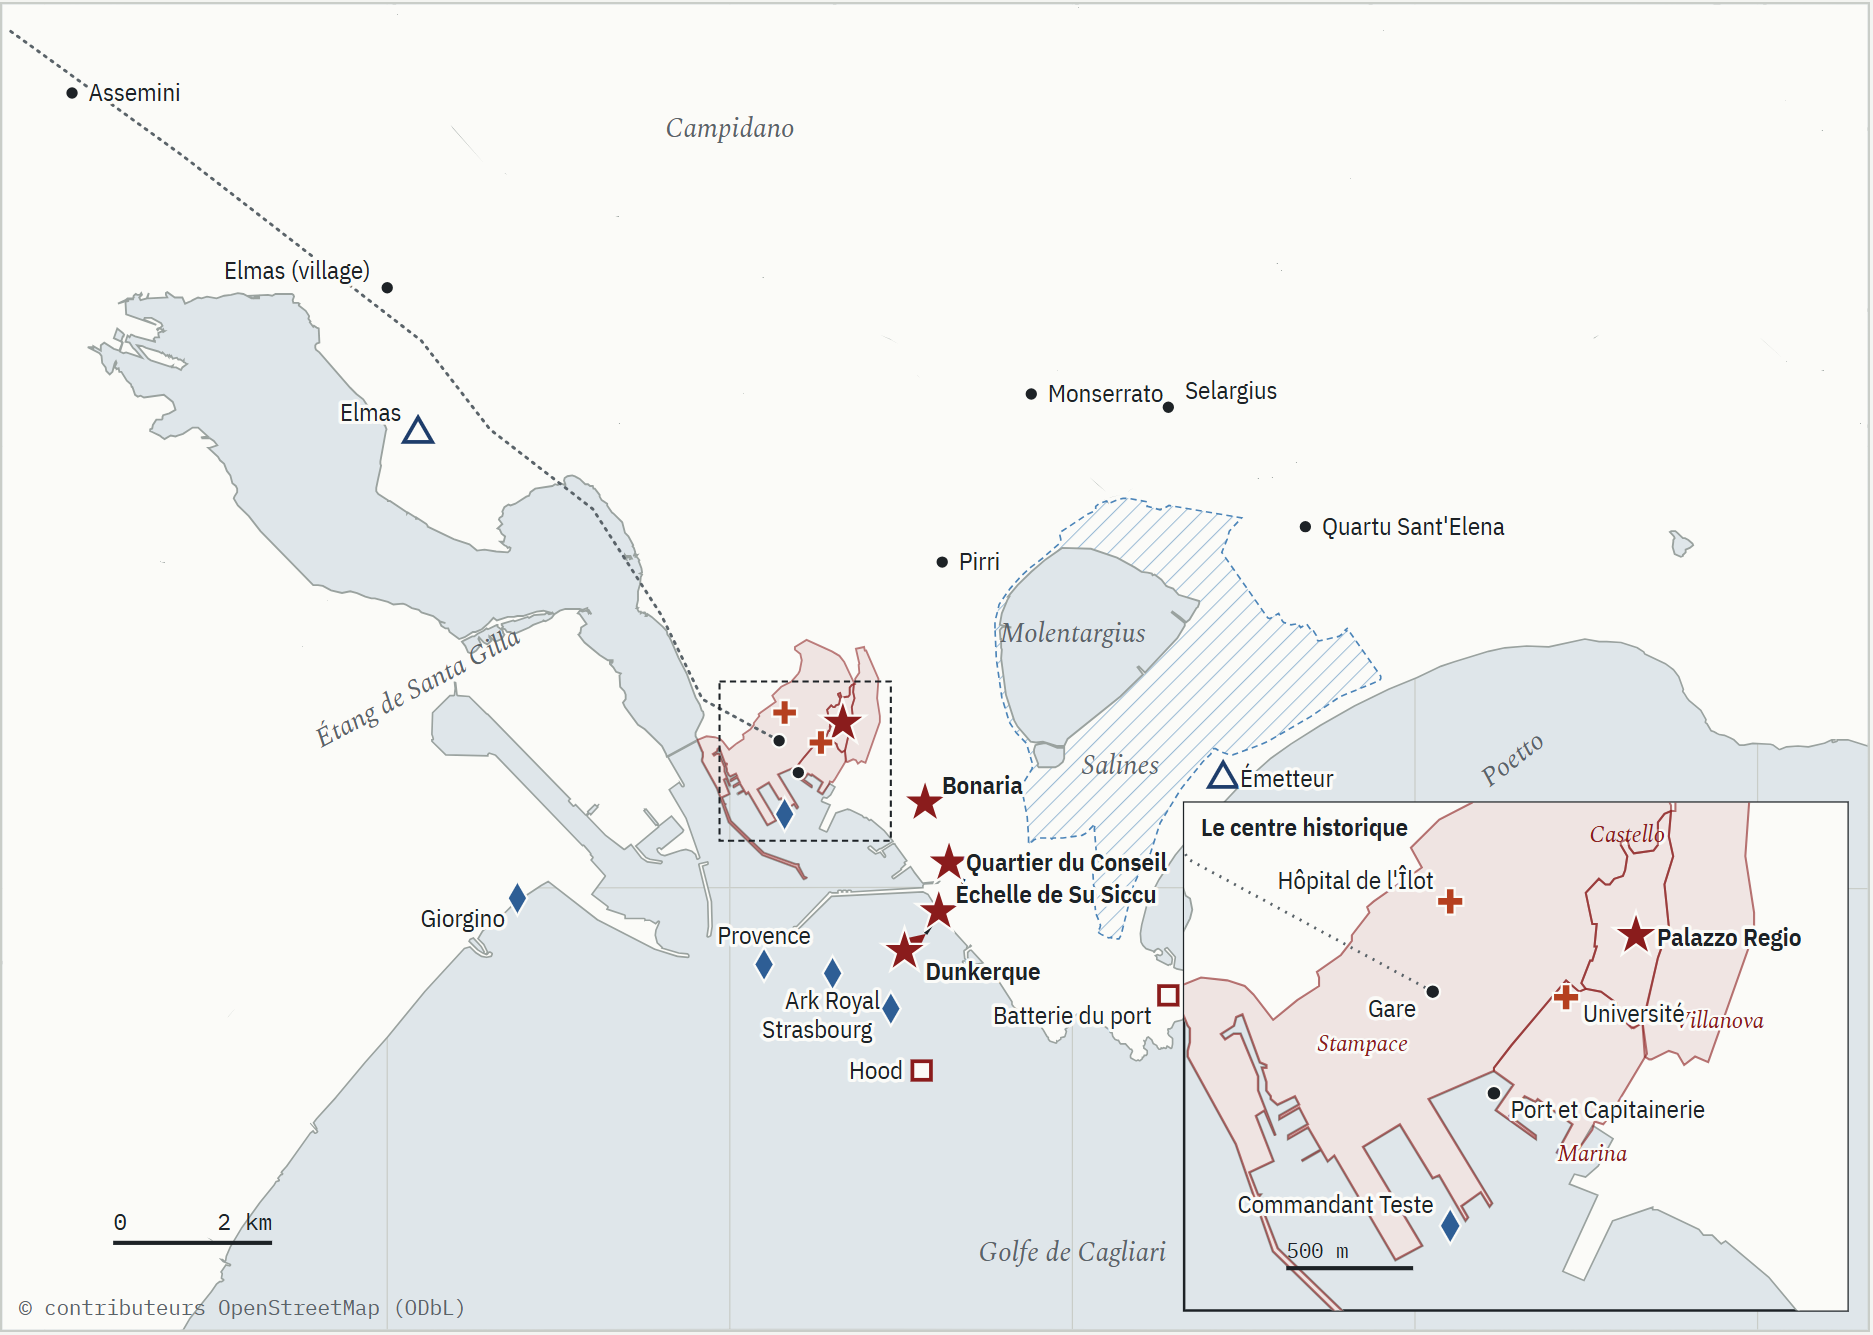 Assemini
Campidano
Elmas (village)
Elmas
Monserrato
Selargius
Quartu Sant'Elena
Pirri
Molentargius
Étang de Santa Gilla
Salines
Poetto
Émetteur
Bonaria
Quartier du Conseil
Échelle de Su Siccu
Giorgino
Provence
Dunkerque
Ark Royal
Strasbourg
Batterie du port
Hood
Golfe de Cagliari
Le centre historique
Castello
Hôpital de l'Îlot
Palazzo Regio
Gare
Université
Villanova
Stampace
Port et Capitainerie
Marina
Commandant Teste
500 m
0 2 km
© contributeurs OpenStreetMap (ODbL)